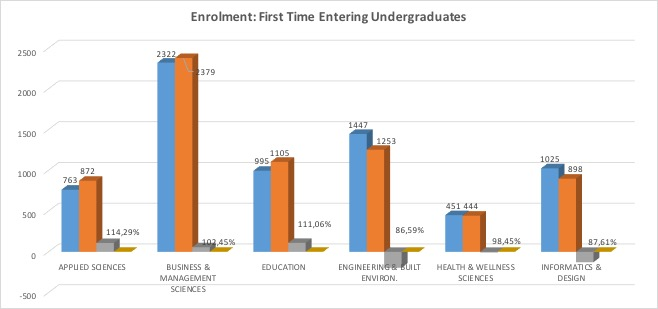 Enrolment: First Time Entering Undergraduates
2500
2000
1500
1000
500
0
-500
763
872
114,29%
2322
2379
102,45%
995
1105
111,06%
1447
1253
86,59%
451
444
98,45%
1025
898
87,61%
APPLIED SCIENCES
BUSINESS &
MANAGEMENT
SCIENCES
EDUCATION
ENGINEERING & BUILT
ENVIRON.
HEALTH & WELLNESS
SCIENCES
INFORMATICS &
DESIGN